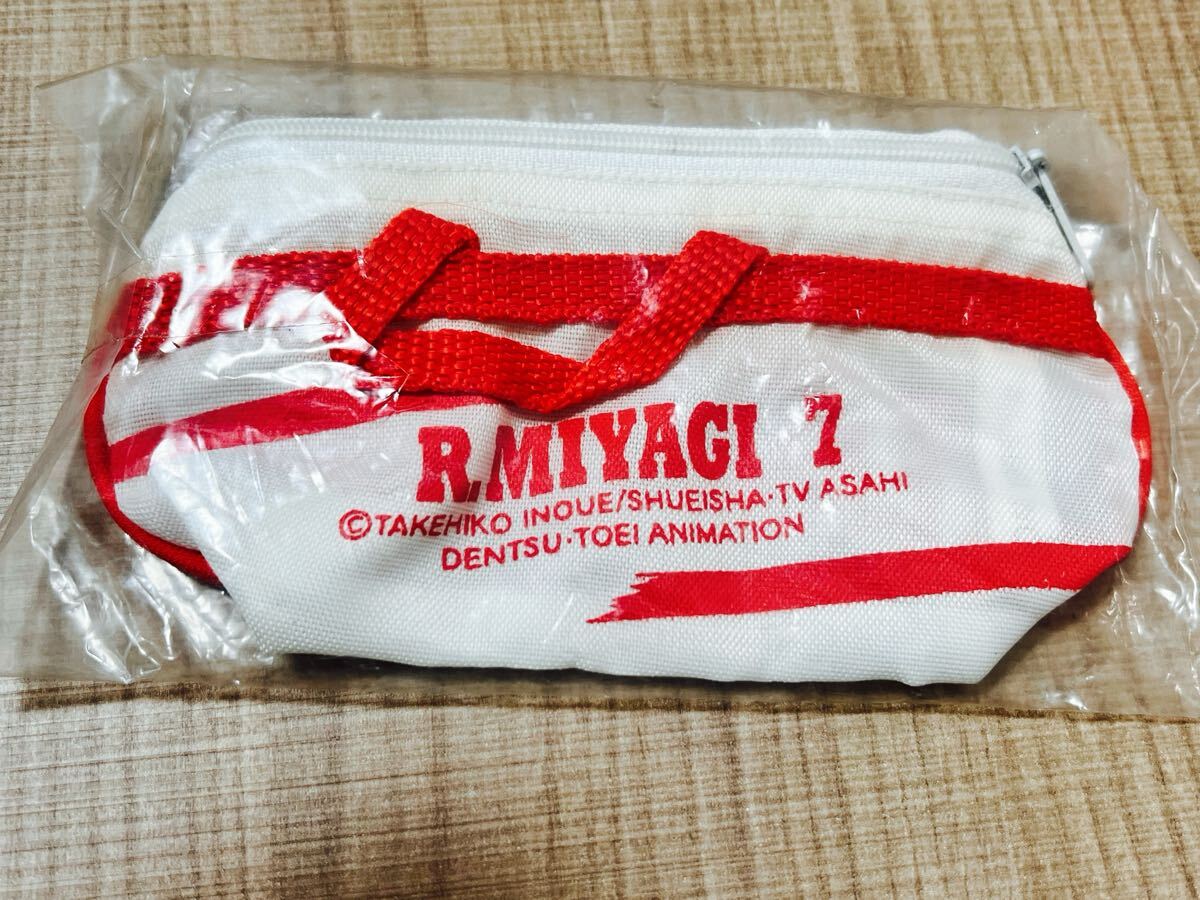 R.MIYAGI 7
©TAKEHIKO INOUE/SHUEISHA·TV ASAHI
DENTSU·TOEI ANIMATION